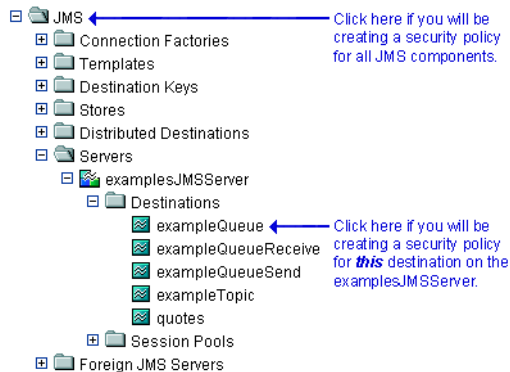 JMS
Click here if you will be
creating a security policy
for all JMS components.
Connection Factories
Templates
Destination Keys
Stores
Distributed Destinations
Servers
examplesJMSServer
Destinations
exampleQueue
Click here if you will be
creating a security policy
for this destination on the
examplesJMSServer.
exampleQueueReceive
exampleQueueSend
exampleTopic
quotes
Session Pools
Foreign JMS Servers